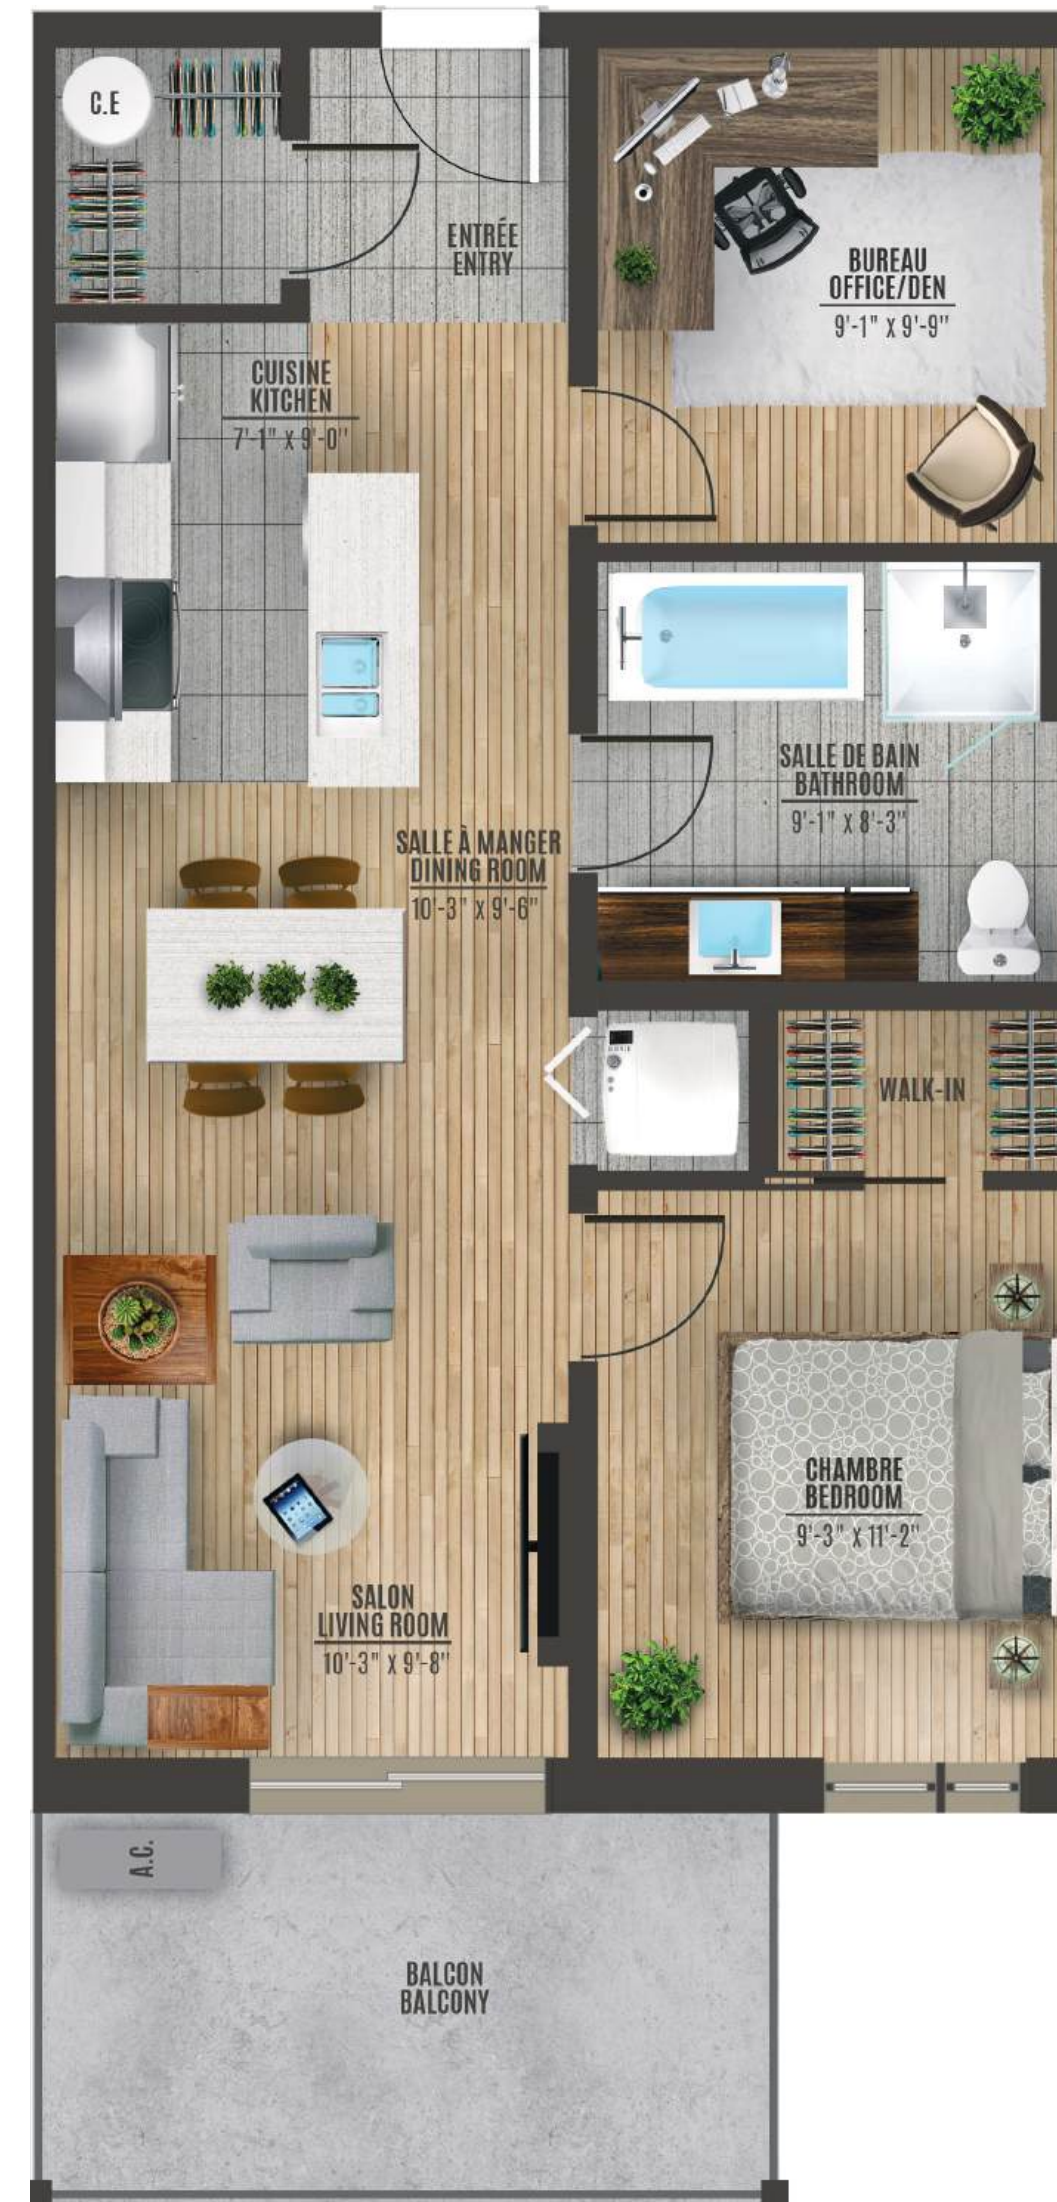 C.E
ENTRÉE
ENTRY
BUREAU
OFFICE/DEN
9'-1" X 9'-9"
CUISINE
KITCHEN
7'-1" X 9'-0"
SALLE DE BAIN
BATHROOM
9'-1" X 8'-3"
SALLE À MANGER
DINING ROOM
10'-3" X 9'-6"
WALK-IN
CHAMBRE
BEDROOM
9'-3" X 11'-2"
SALON
LIVING ROOM
10'-3" X 9'-8"
A.C.
BALCON
BALCONY